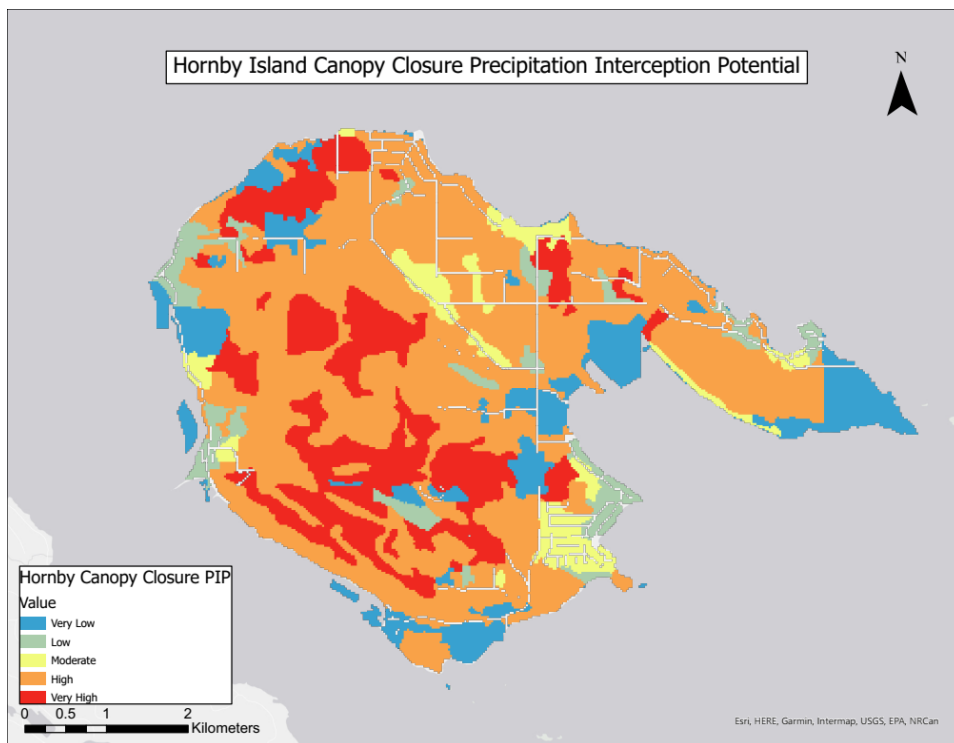 Hornby Island Canopy Closure Precipitation Interception Potential
N
Hornby Canopy Closure PIP
Value
Very Low
Low
Moderate
High
Very High
0 0.5 1 2
Kilometers
Esri, HERE, Garmin, Intermap, USGS, EPA, NRCan